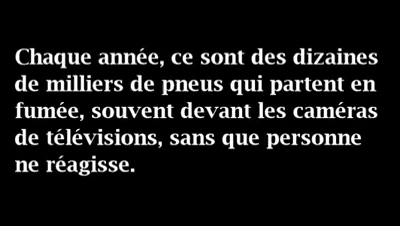 Chaque année, ce sont des dizaines
de milliers de pneus qui partent en
fumée, souvent devant les caméras
de télévisions, sans que personne
ne réagisse.